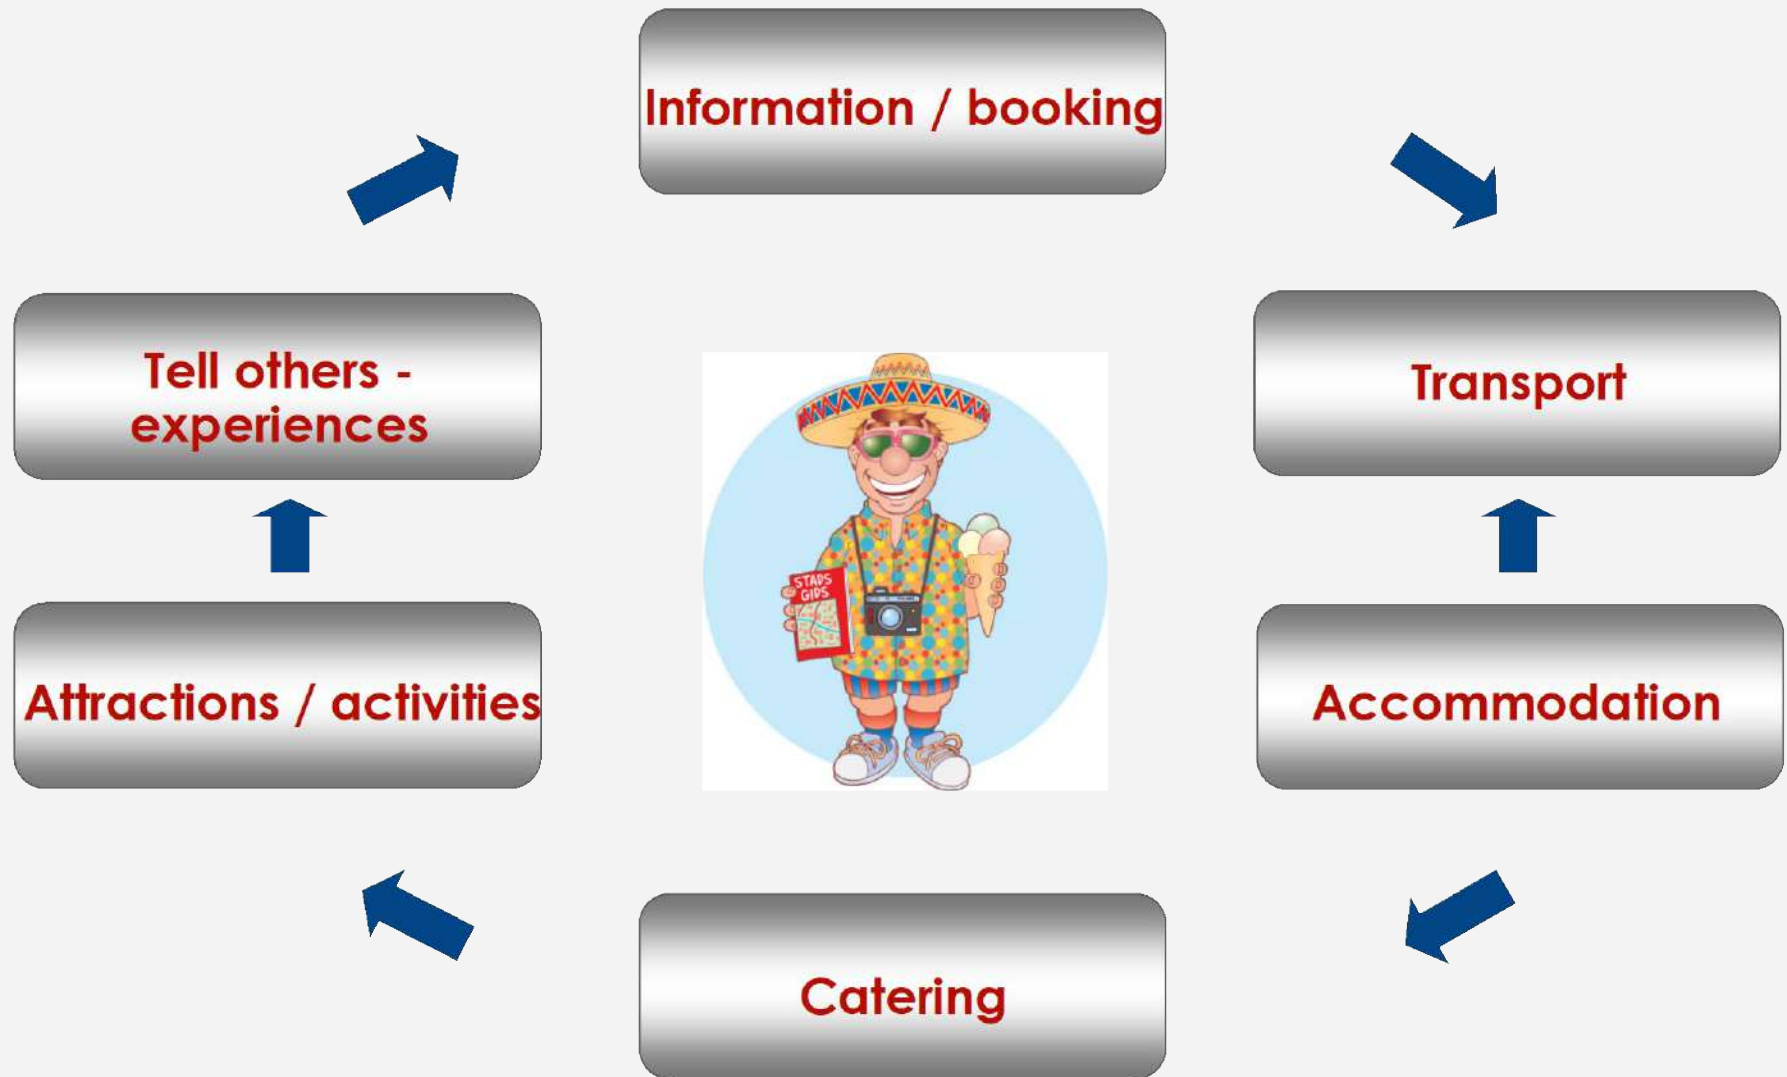 Information / booking
Tell others -
experiences
Transport
STADS
GIDS
Attractions / activities
Accommodation
Catering